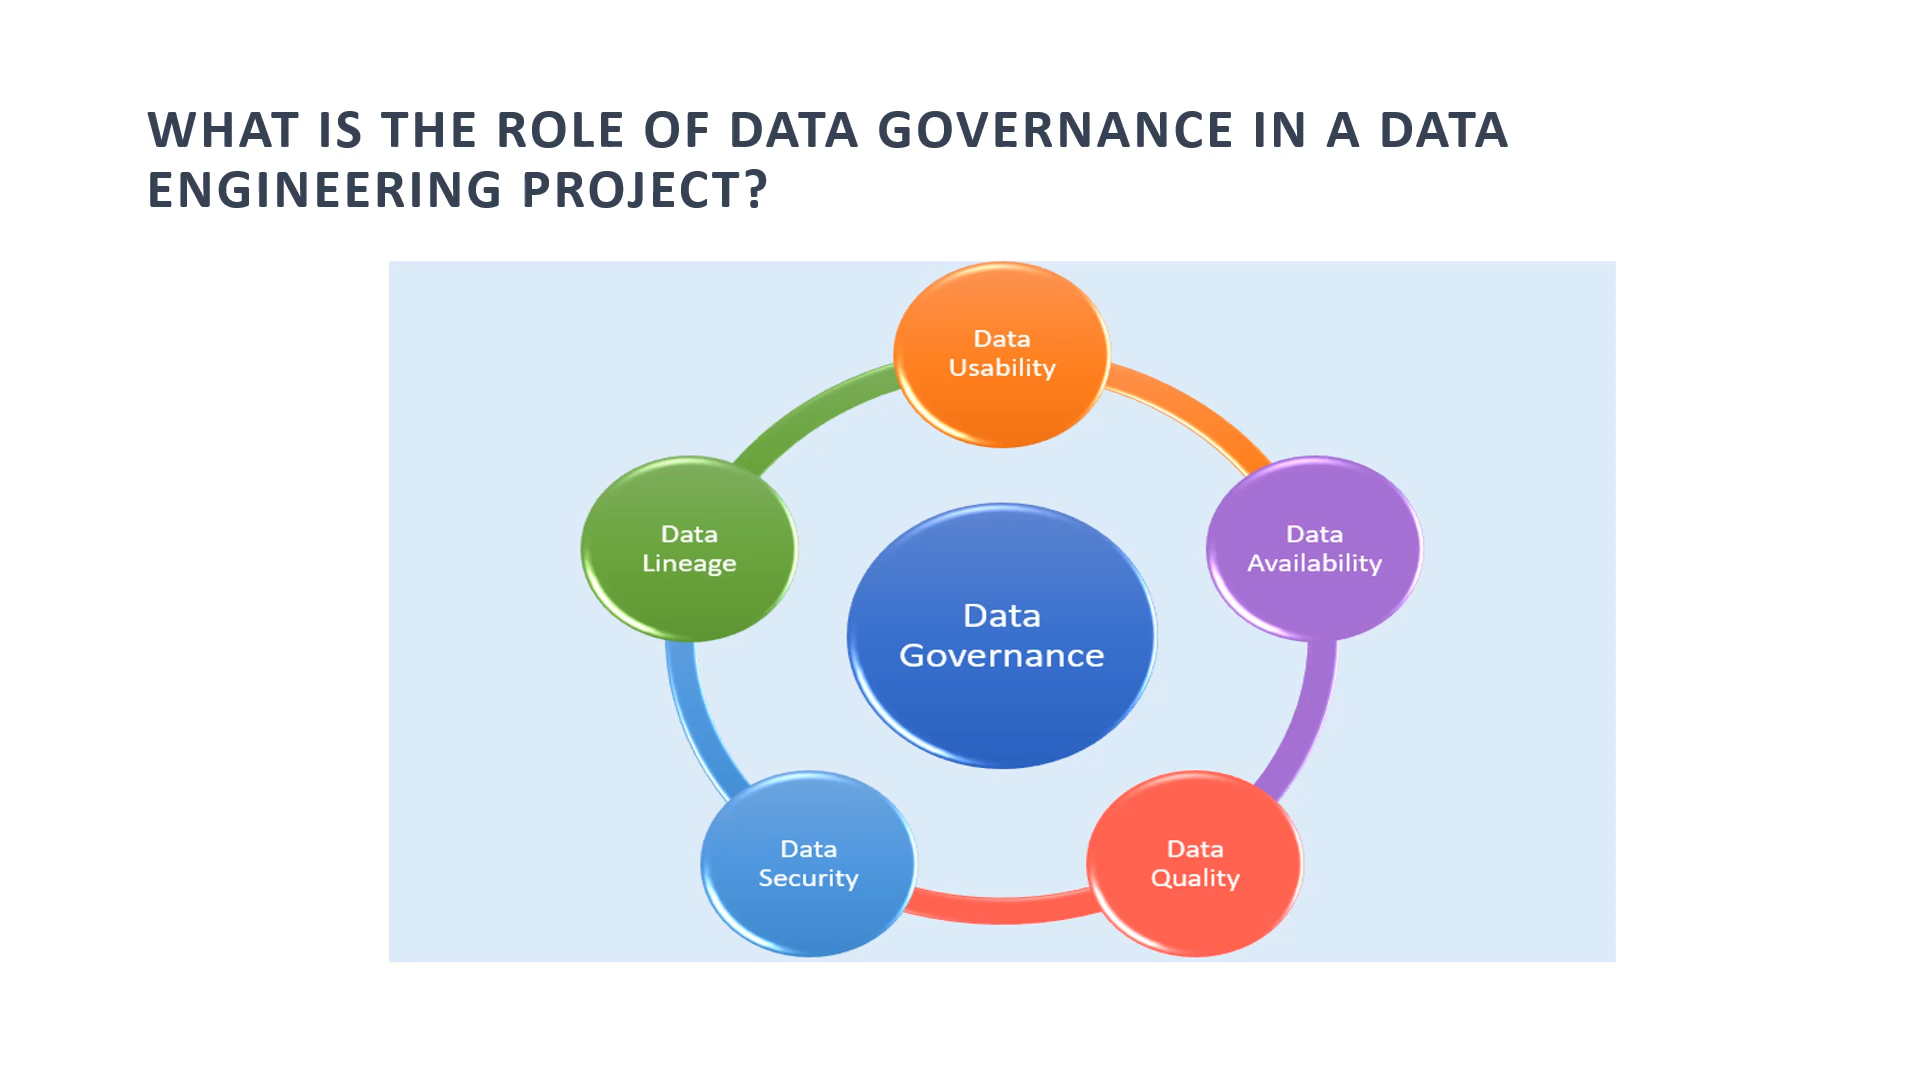 WHAT IS THE ROLE OF DATA GOVERNANCE IN A DATA
ENGINEERING PROJECT?
Data
Usability
Data
Lineage
Data
Availability
Data
Governance
Data
Security
Data
Quality